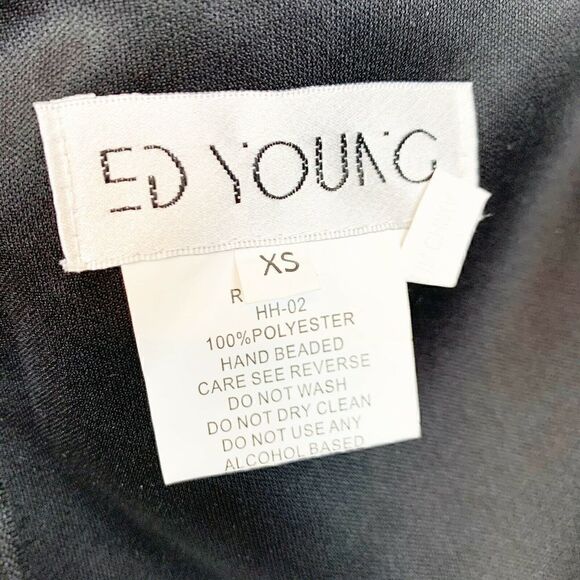 ED YOUNG
XS
R
HH-02
100%POLYESTER
HAND BEADED
CARE SEE REVERSE
DO NOT WASH
DO NOT DRY CLEAN
DO NOT USE ANY
ALCOHOL BASED